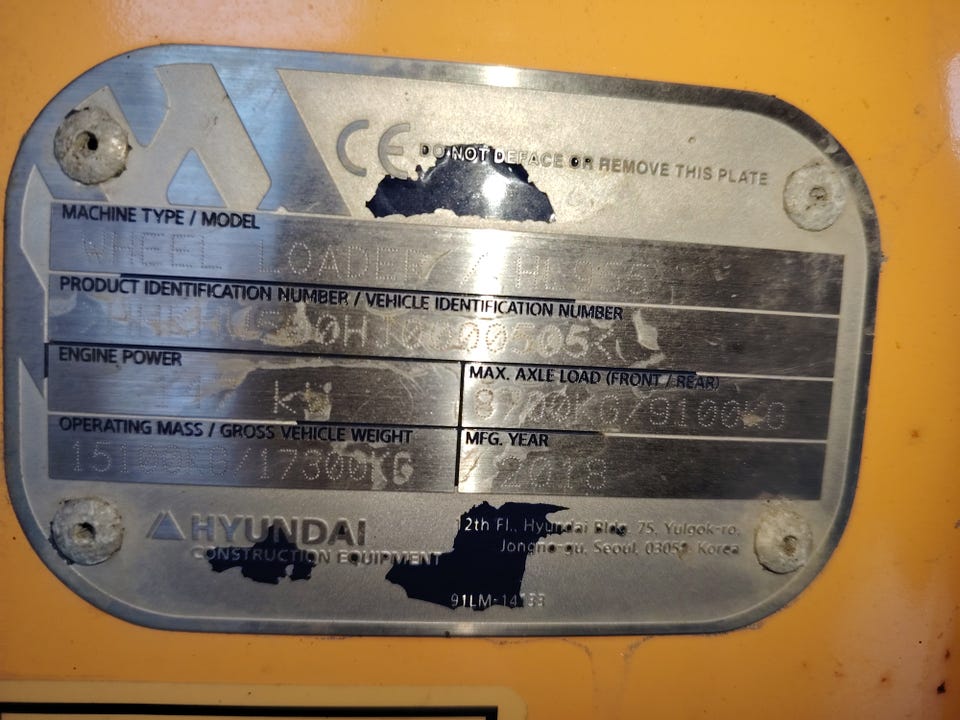 CE DO NOT DEFACE OR REMOVE THIS PLATE
MACHINE TYPE / MODEL
WHEEL LOADER /
PRODUCT IDENTIFICATION NUMBER / VEHICLE IDENTIFICATION NUMBER
ENGINE POWER
kW
MAX. AXLE LOAD (FRONT / REAR)
OPERATING MASS / GROSS VEHICLE WEIGHT
MFG. YEAR
2018
HYUNDAI
CONSTRUCTION EQUIPMENT
12th Fl., Hyundai Bldg. 75, Yulgok-ro,
Jongno-gu, Seoul, Korea